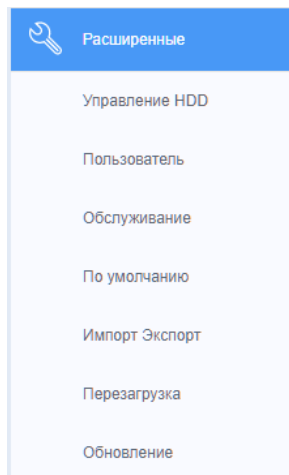 Расширенные
Управление HDD
Пользователь
Обслуживание
По умолчанию
Импорт Экспорт
Перезагрузка
Обновление